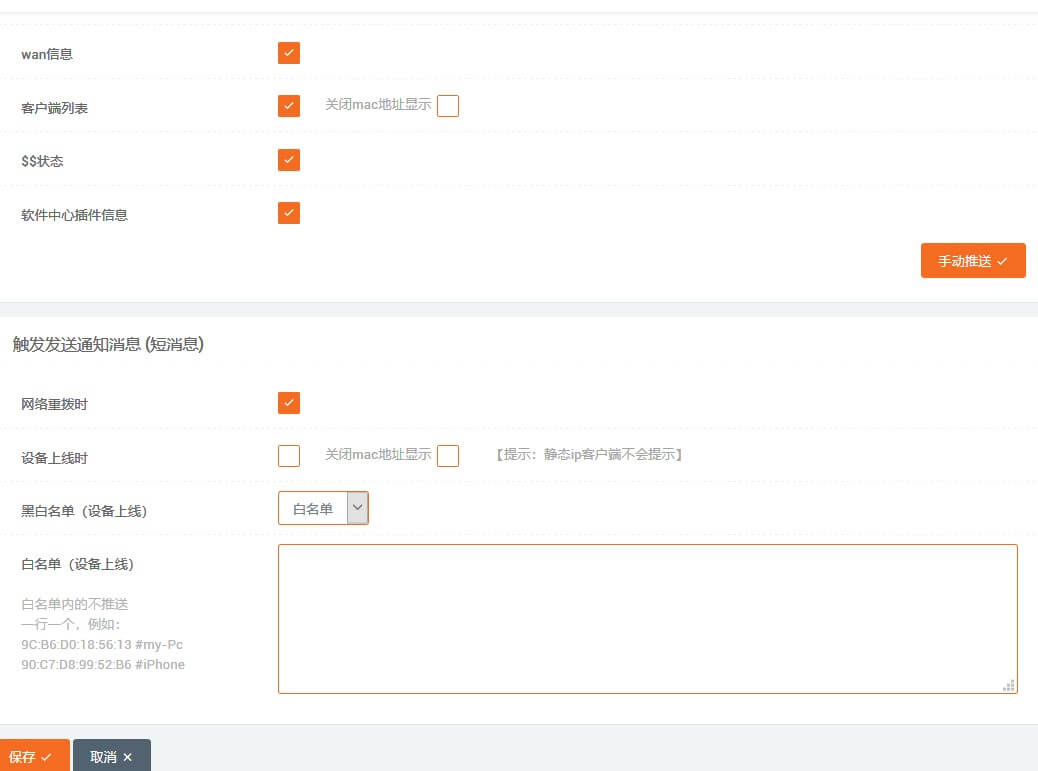 wan信息
客户端列表 关闭mac地址显示
$$状态
软件中心插件信息
手动推送
触发发送通知消息 (短消息)
网络重拨时
设备上线时 关闭mac地址显示 【提示：静态ip客户端不会提示】
黑白名单（设备上线） 白名单
白名单（设备上线）
白名单内的不推送
一行一个，例如：
9C:B6:D0:18:56:13 #my-Pc
90:C7:D8:99:52:B6 #iPhone
保存 取消